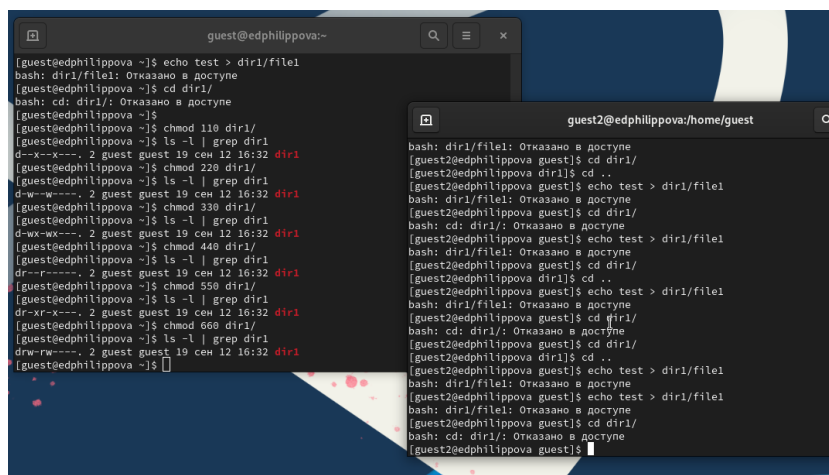 guest@edphilippova:~
[guest@edphilippova ~]$ echo test > dir1/file1
bash: dir1/file1: Отказано в доступе
[guest@edphilippova ~]$ cd dir1/
bash: cd: dir1/: Отказано в доступе
[guest@edphilippova ~]$
[guest@edphilippova ~]$ chmod 110 dir1/
[guest@edphilippova ~]$ ls -l | grep dir1
d--x--x---. 2 guest guest 19 сен 12 16:32 dir1
[guest@edphilippova ~]$ chmod 220 dir1/
[guest@edphilippova ~]$ ls -l | grep dir1
d-w--w----. 2 guest guest 19 сен 12 16:32 dir1
[guest@edphilippova ~]$ chmod 330 dir1/
[guest@edphilippova ~]$ ls -l | grep dir1
d-wx-wx---. 2 guest guest 19 сен 12 16:32 dir1
[guest@edphilippova ~]$ chmod 440 dir1/
[guest@edphilippova ~]$ ls -l | grep dir1
dr--r-----. 2 guest guest 19 сен 12 16:32 dir1
[guest@edphilippova ~]$ chmod 550 dir1/
[guest@edphilippova ~]$ ls -l | grep dir1
dr-xr-x---. 2 guest guest 19 сен 12 16:32 dir1
[guest@edphilippova ~]$ chmod 660 dir1/
[guest@edphilippova ~]$ ls -l | grep dir1
drw-rw----. 2 guest guest 19 сен 12 16:32 dir1
[guest@edphilippova ~]$
guest2@edphilippova:/home/guest
bash: dir1/file1: Отказано в доступе
[guest2@edphilippova guest]$ cd dir1/
[guest2@edphilippova dir1]$ cd ..
[guest2@edphilippova guest]$ echo test > dir1/file1
bash: dir1/file1: Отказано в доступе
[guest2@edphilippova guest]$ cd dir1/
bash: cd: dir1/: Отказано в доступе
[guest2@edphilippova guest]$ echo test > dir1/file1
[guest2@edphilippova guest]$ cd dir1/
[guest2@edphilippova dir1]$ cd ..
[guest2@edphilippova guest]$ echo test > dir1/file1
bash: dir1/file1: Отказано в доступе
[guest2@edphilippova guest]$ cd dir1/
bash: cd: dir1/: Отказано в доступе
[guest2@edphilippova guest]$ cd dir1/
[guest2@edphilippova dir1]$ cd ..
[guest2@edphilippova guest]$ echo test > dir1/file1
bash: dir1/file1: Отказано в доступе
[guest2@edphilippova guest]$ echo test > dir1/file1
bash: dir1/file1: Отказано в доступе
[guest2@edphilippova guest]$ cd dir1/
bash: cd: dir1/: Отказано в доступе
[guest2@edphilippova guest]$